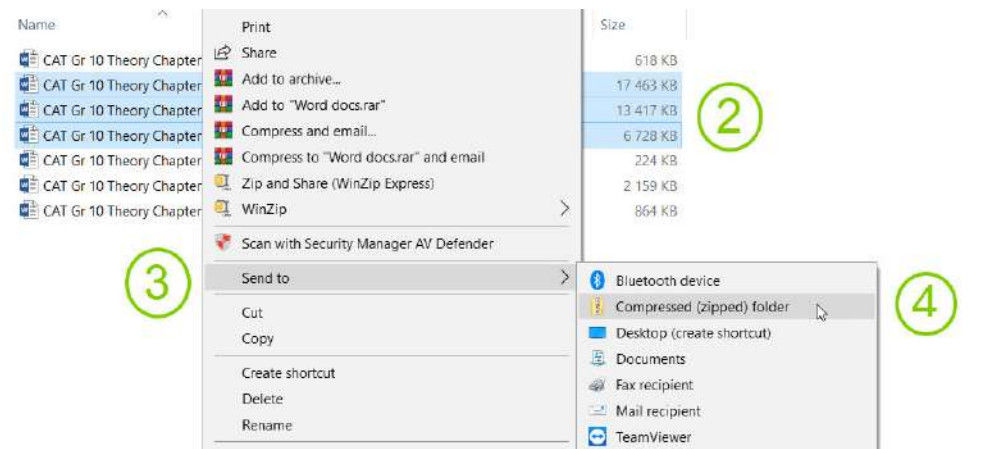 Name
Size
CAT Gr 10 Theory Chapter
618 KB
CAT Gr 10 Theory Chapter
17 463 KB
CAT Gr 10 Theory Chapter
13 417 KB
CAT Gr 10 Theory Chapter
6 728 KB
CAT Gr 10 Theory Chapter
224 KB
CAT Gr 10 Theory Chapter
2 159 KB
CAT Gr 10 Theory Chapter
864 KB
2
Print
Share
Add to archive...
Add to "Word docs.rar"
Compress and email...
Compress to "Word docs.rar" and email
Zip and Share (WinZip Express)
WinZip
Scan with Security Manager AV Defender
3
Send to
Cut
Copy
Create shortcut
Delete
Rename
Bluetooth device
Compressed (zipped) folder
Desktop (create shortcut)
Documents
Fax recipient
Mail recipient
TeamViewer
4